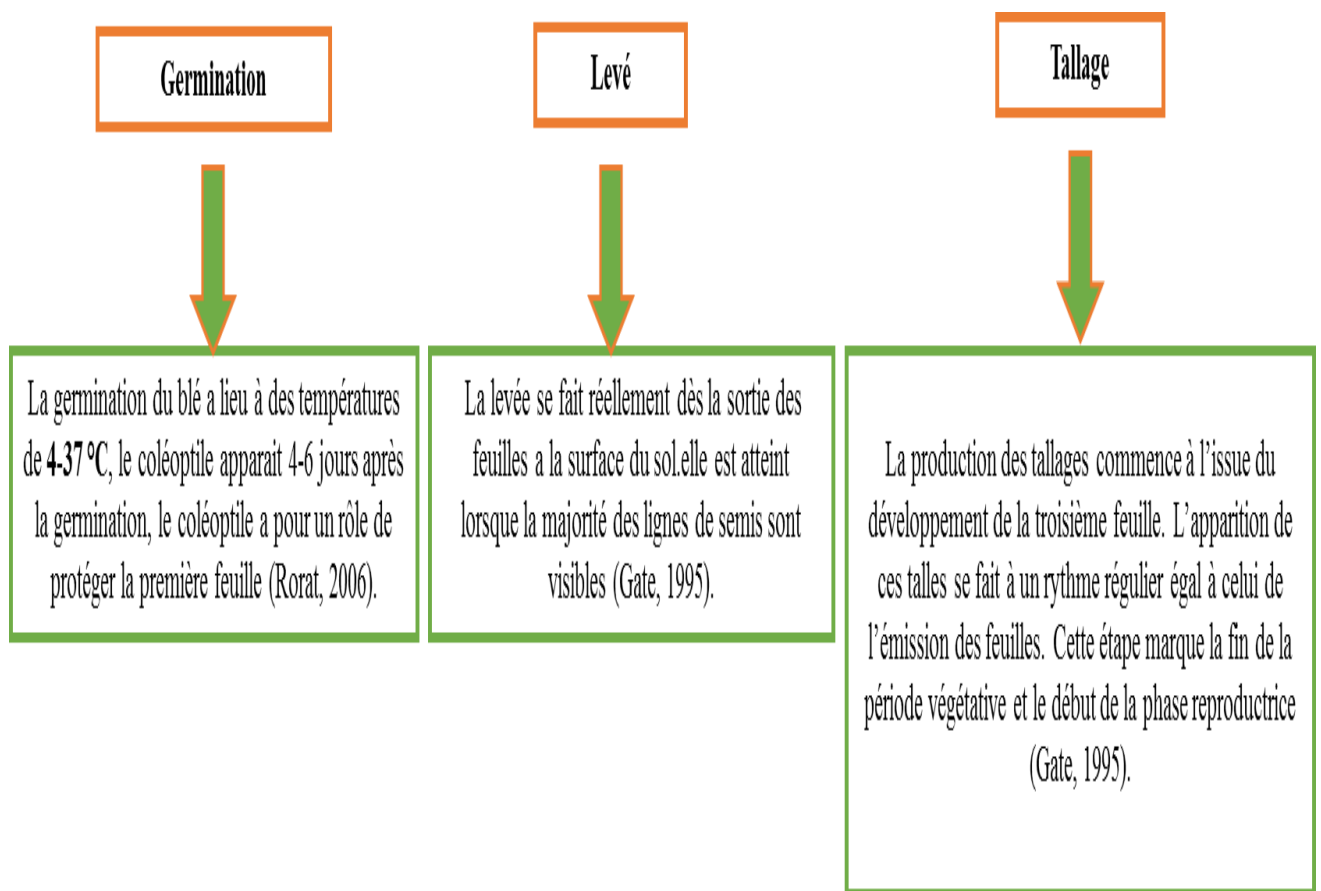 Germination
Levé
Tallage
La germination du blé a lieu à des températures
de 4-37 °C, le coléoptile apparait 4-6 jours après
la germination, le coléoptile a pour un rôle de
protéger la première feuille (Rorat, 2006).
La levée se fait réellement dès la sortie des
feuilles a la surface du sol.elle est atteint
lorsque la majorité des lignes de semis sont
visibles (Gate, 1995).
La production des tallages commence à l’issue du
développement de la troisième feuille. L’apparition de
ces talles se fait à un rythme régulier égal à celui de
l’émission des feuilles. Cette étape marque la fin de la
période végétative et le début de la phase reproductrice
(Gate, 1995).